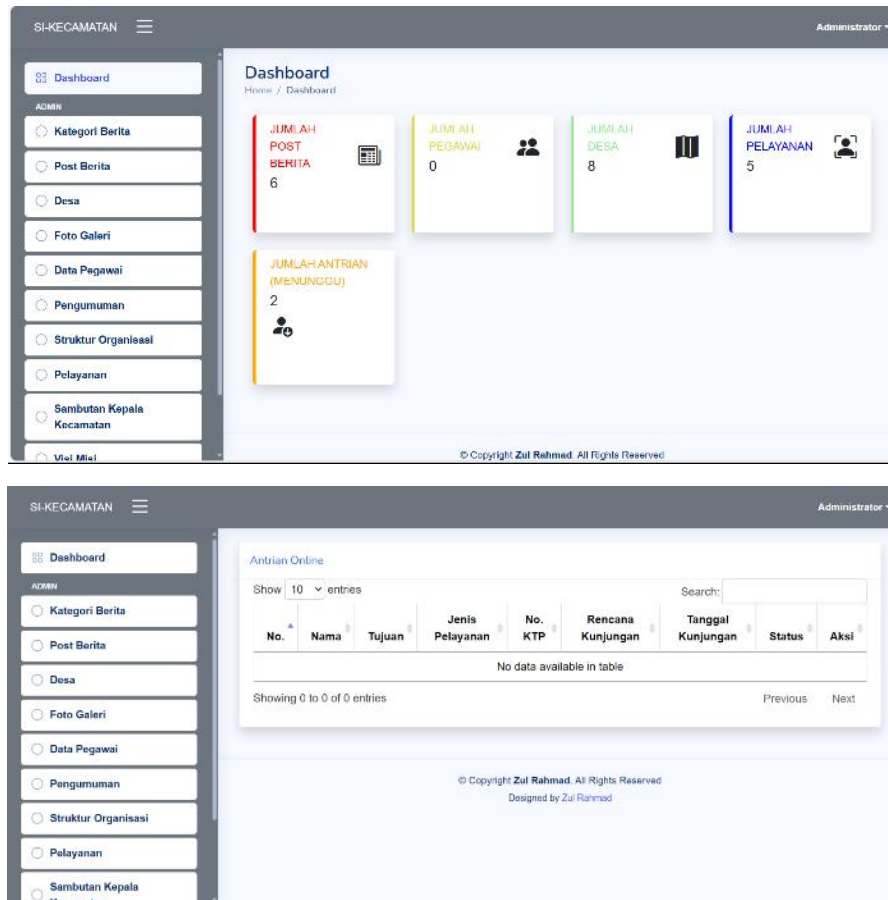 SI-KECAMATAN
Administrator
Dashboard
ADMIN
Kategori Berita
Post Berita
Desa
Foto Galeri
Data Pegawai
Pengumuman
Struktur Organisasi
Pelayanan
Sambutan Kepala
Kecamatan
Visi Misi
Dashboard
Home / Dashboard
JUMLAH
POST
BERITA
6
JUMLAH
PEGAWAI
0
JUMLAH
DESA
8
JUMLAH
PELAYANAN
5
JUMLAH ANTRIAN
(MENUNGGU)
2
© Copyright Zul Rahmad. All Rights Reserved
SI-KECAMATAN
Administrator
Dashboard
ADMIN
Kategori Berita
Post Berita
Desa
Foto Galeri
Data Pegawai
Pengumuman
Struktur Organisasi
Pelayanan
Sambutan Kepala
Antrian Online
Show 10 entries
Search:
No. Nama Tujuan Jenis Pelayanan No. KTP Rencana Kunjungan Tanggal Kunjungan Status Aksi
No data available in table
Showing 0 to 0 of 0 entries
Previous Next
© Copyright Zul Rahmad. All Rights Reserved
Designed by Zul Rahmad